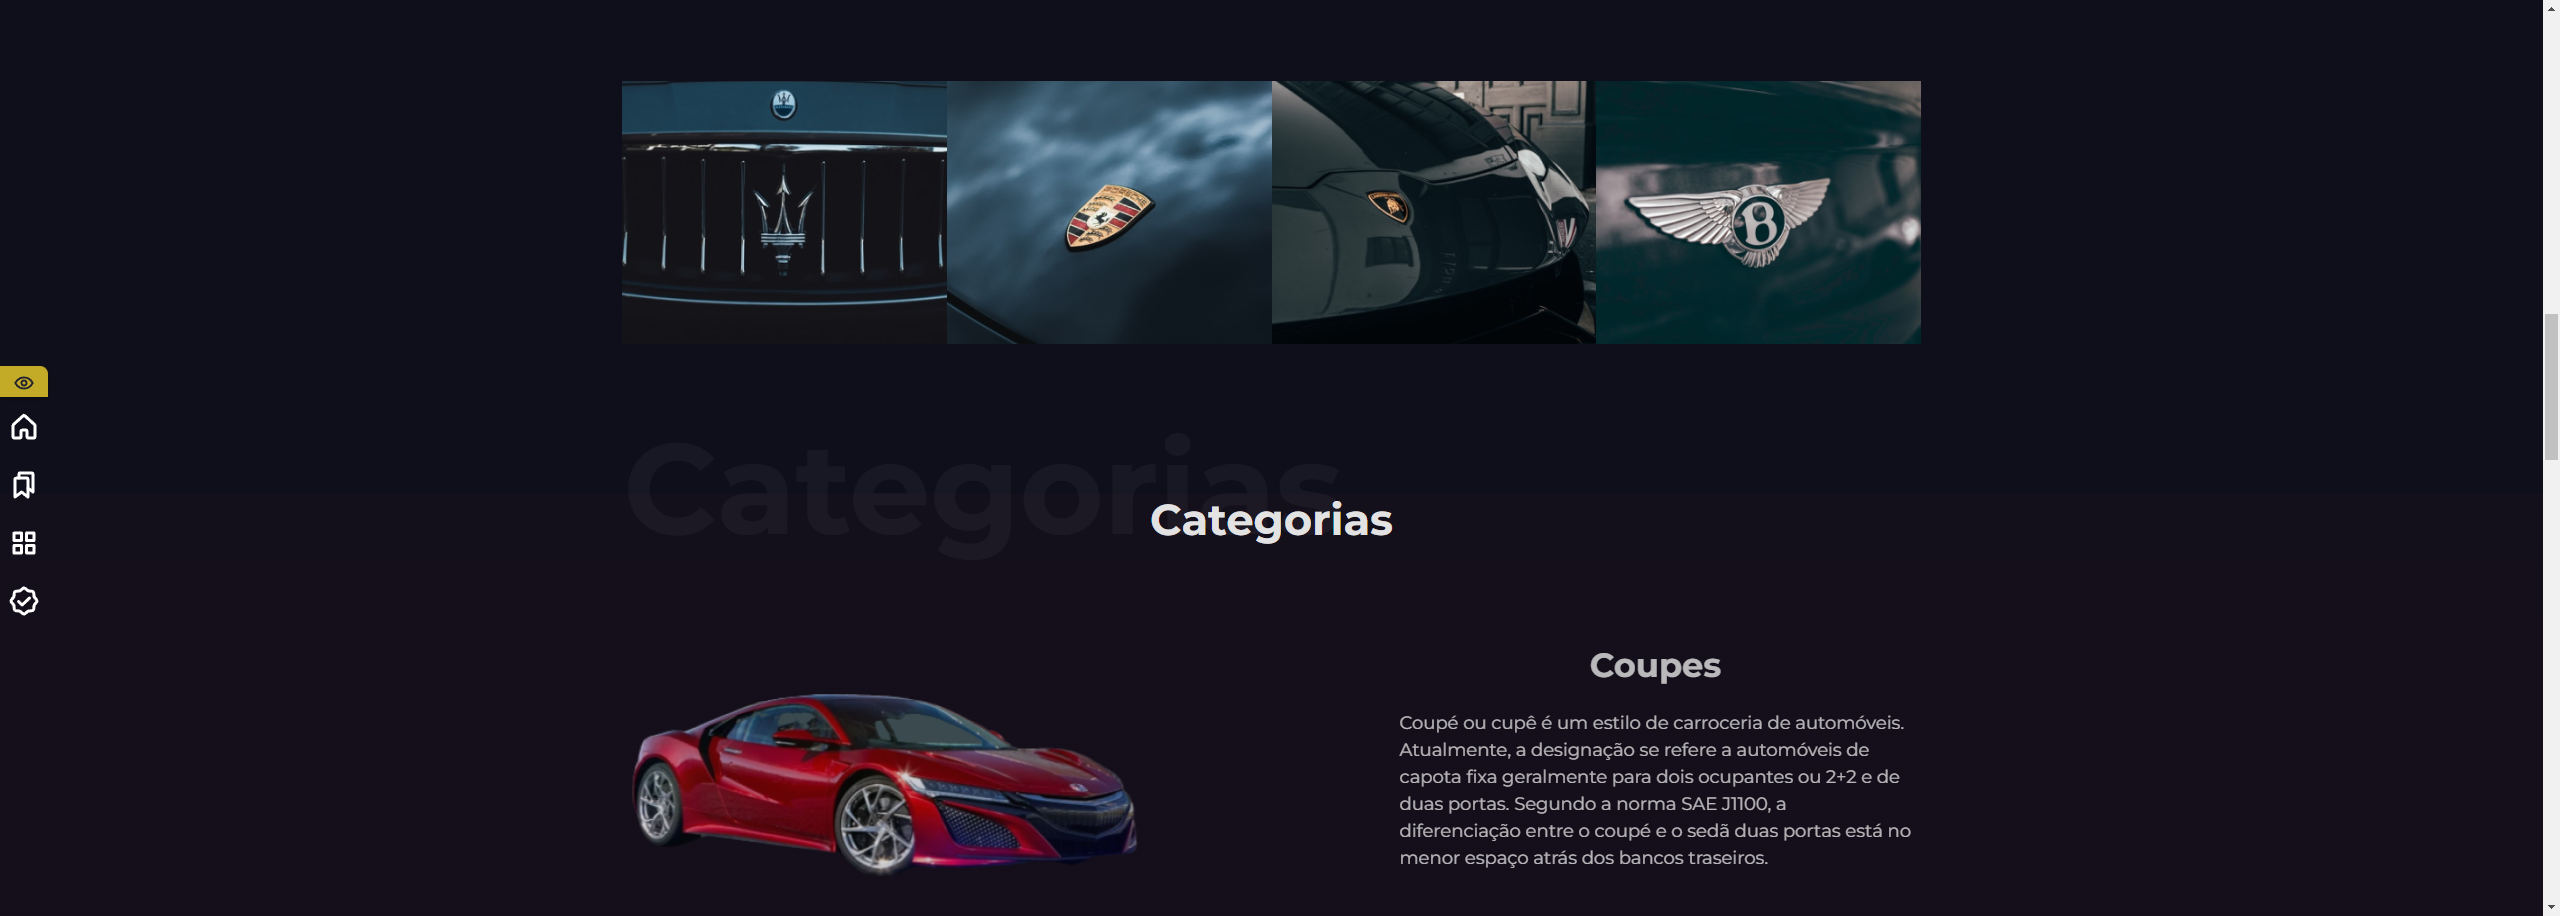 PORSCHE
B
Categorias
Categorias
Coupes
Coupé ou cupê é um estilo de carroceria de automóveis.
Atualmente, a designação se refere a automóveis de
capota fixa geralmente para dois ocupantes ou 2+2 e de
duas portas. Segundo a norma SAE J1100, a
diferenciação entre o coupé e o sedã duas portas está no
menor espaço atrás dos bancos traseiros.